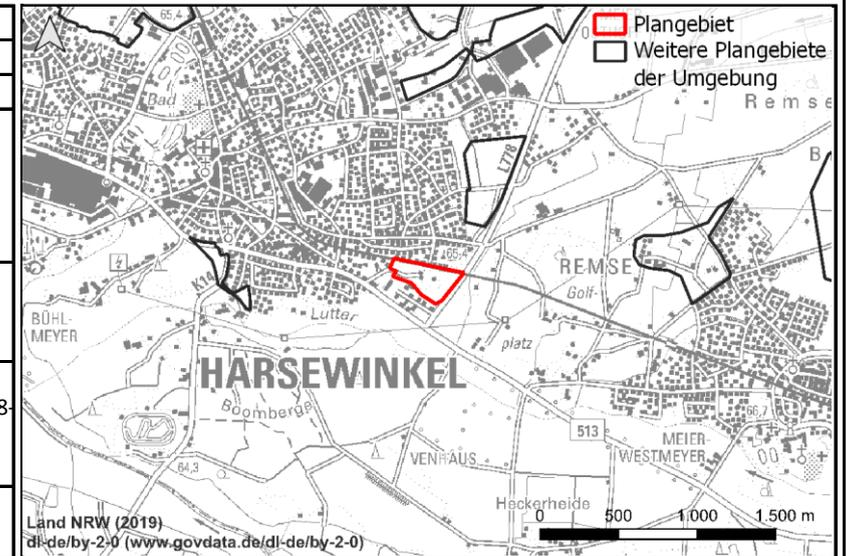 65,4
Plangebiet
Weitere Plangebiete
der Umgebung
Bad
Remse
K14
L778
B
65,4
REMSE
K14
Golf-
platz
BÜHL-
MEYER
Lutter
HARSEWINKEL
Boomberge
8-
513
66,7
MEIER-
WESTMEYER
VENHAUS
64,3
Heckerheide
0 500 1.000 1.500 m
Land NRW (2019)
dl-de/by-2-0 (www.govdata.de/dl-de/by-2-0)